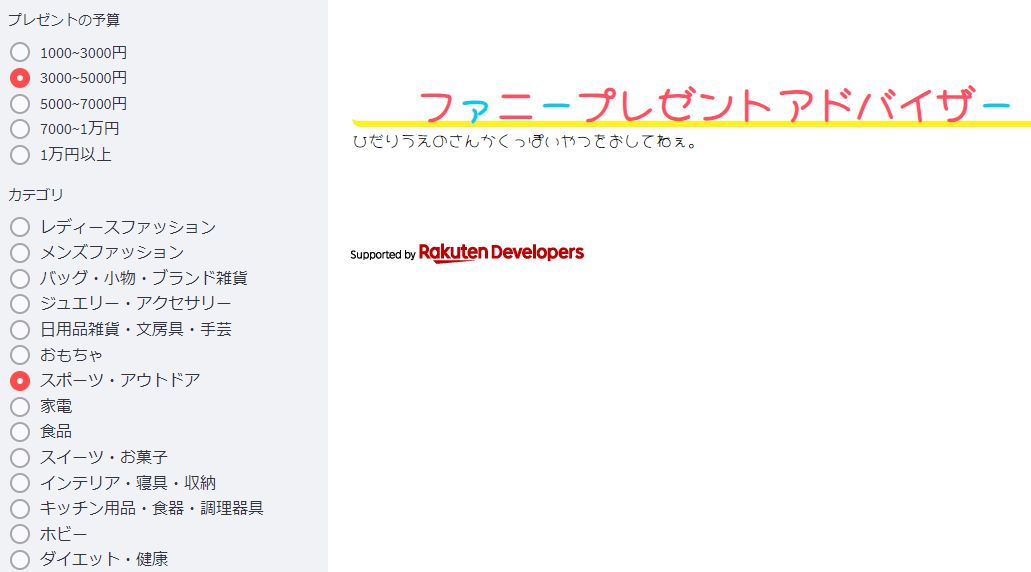 プレゼントの予算
1000~3000円
3000~5000円
5000~7000円
7000~1万円
1万円以上
カテゴリ
レディースファッション
メンズファッション
バッグ・小物・ブランド雑貨
ジュエリー・アクセサリー
日用品雑貨・文房具・手芸
おもちゃ
スポーツ・アウトドア
家電
食品
スイーツ・お菓子
インテリア・寝具・収納
キッチン用品・食器・調理器具
ホビー
ダイエット・健康
ファニープレゼントアドバイザー
ひだりうえのさんかくっぽいやつをおしてねぇ。
Supported by Rakuten Developers